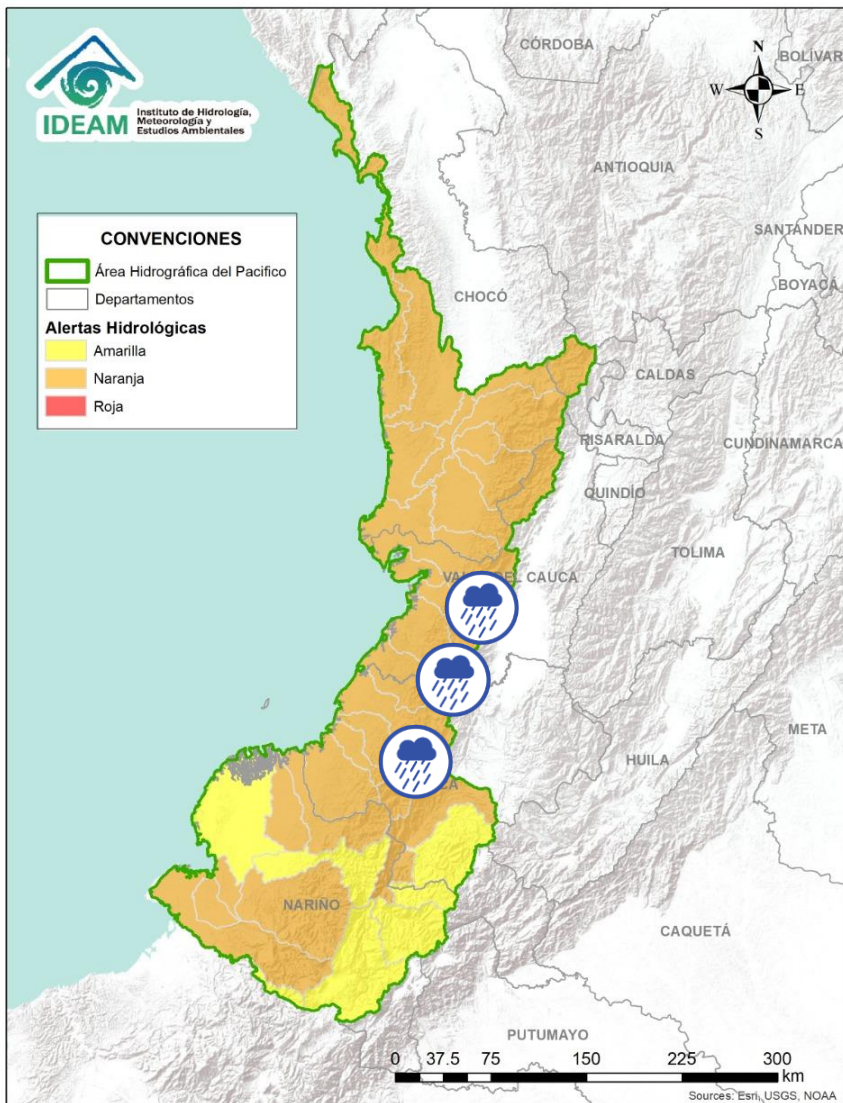 IDEAM
Instituto de Hidrología,
Meteorología y
Estudios Ambientales
N
W
E
S
CONVENCIONES
Área Hidrográfica del Pacifico
Departamentos
Alertas Hidrológicas
Amarilla
Naranja
Roja
CÓRDOBA
BOLÍVAR
ANTIOQUIA
SANTANDER
BOYACÁ
CHOCÓ
CALDAS
RISARALDA
CUNDINAMARCA
QUINDÍO
TOLIMA
DEL CAUCA
META
HUILA
CA
NARIÑO
CAQUETÁ
PUTUMAYO
0 37.5 75 150 225 300
km
Sources: Esri, USGS, NOAA